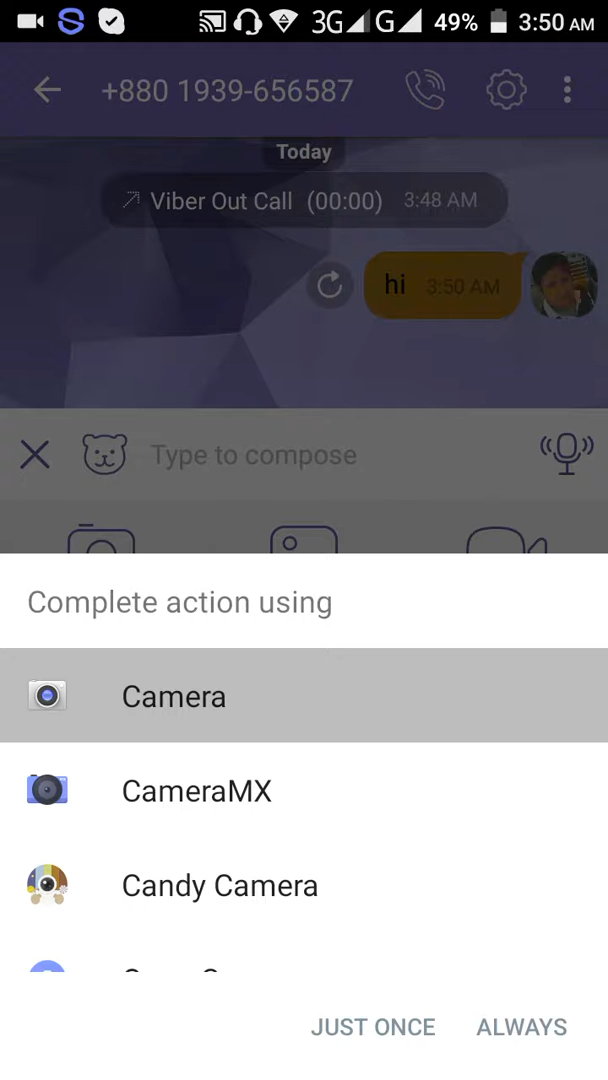 3G G 49% 3:50 AM
+880 1939-656587
Today
Viber Out Call (00:00) 3:48 AM
hi 3:50 AM
Type to compose
Complete action using
Camera
CameraMX
Candy Camera
JUST ONCE ALWAYS